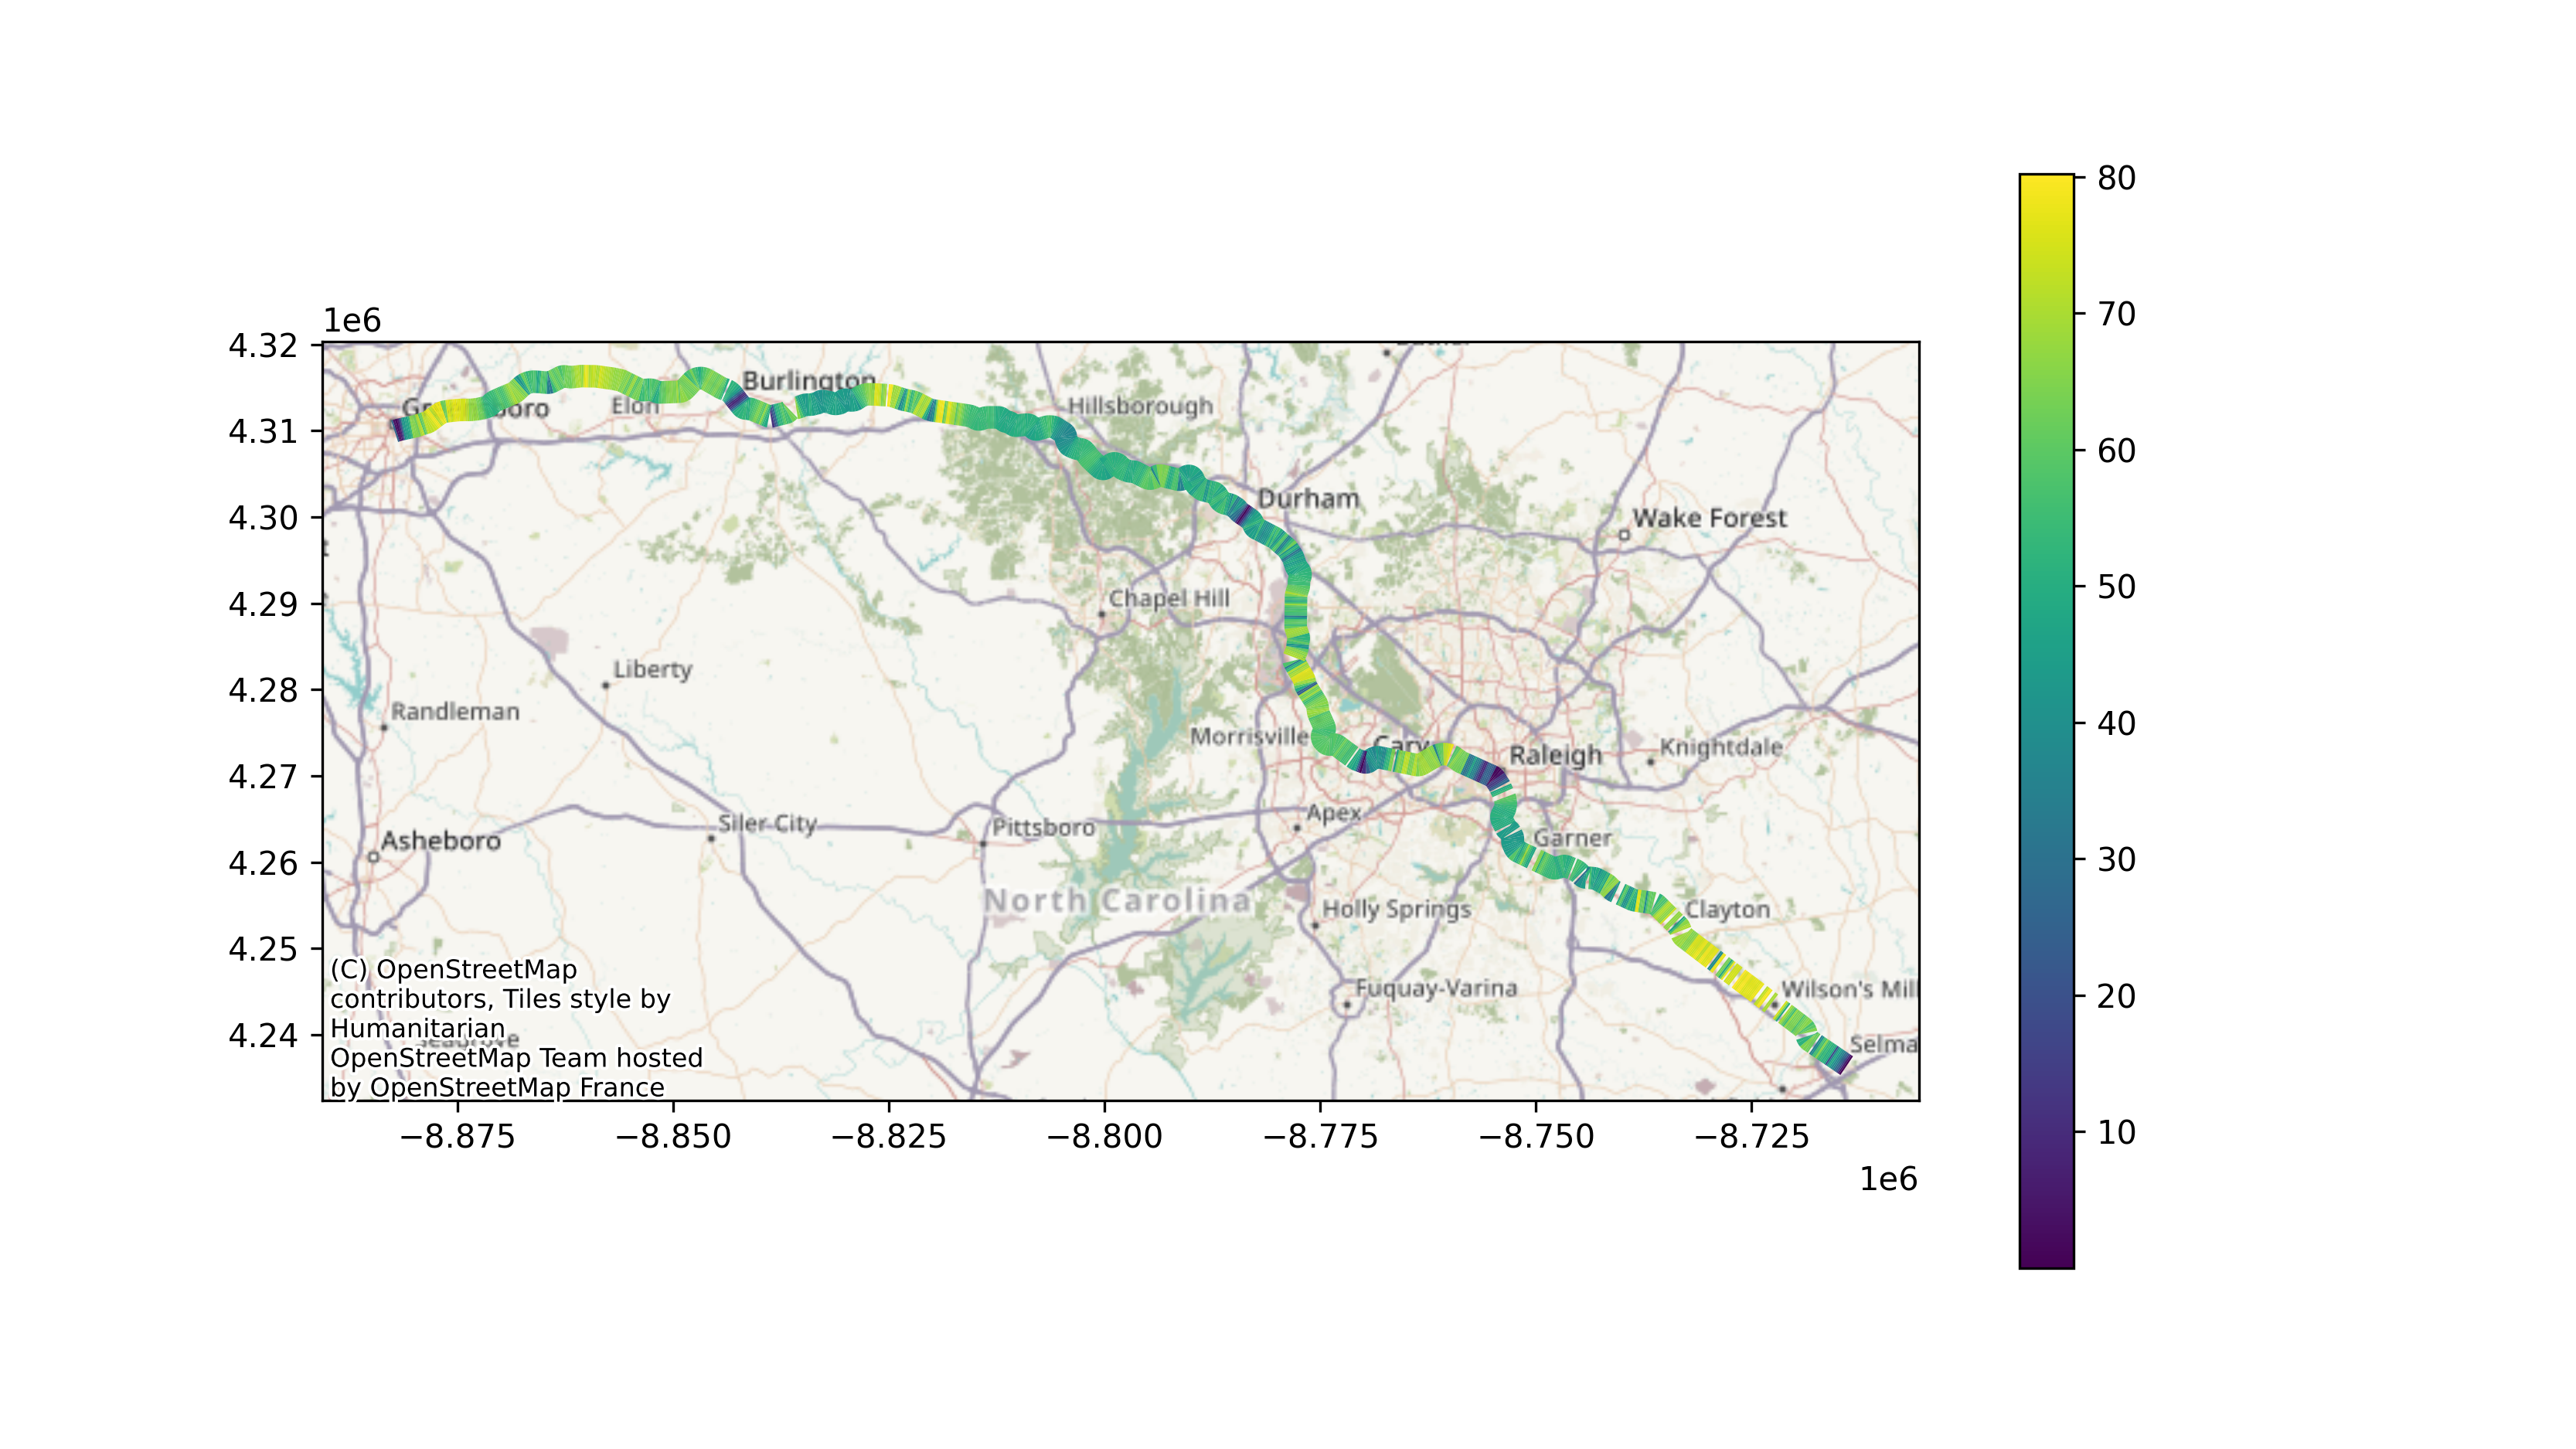 1e6
4.32
4.31
4.30
4.29
4.28
4.27
4.26
4.25
4.24
Burlington
Elon
Hillsborough
Durham
Wake Forest
Chapel Hill
Liberty
Randleman
Morrisville
Cary
Raleigh
Knightdale
Siler City
Pittsboro
Apex
Asheboro
Garner
North Carolina
Holly Springs
Clayton
Fuquay-Varina
Wilson's Mill
Selma
(C) OpenStreetMap
contributors, Tiles style by
Humanitarian
OpenStreetMap Team hosted
by OpenStreetMap France
−8.875
−8.850
−8.825
−8.800
−8.775
−8.750
−8.725
1e6
80
70
60
50
40
30
20
10